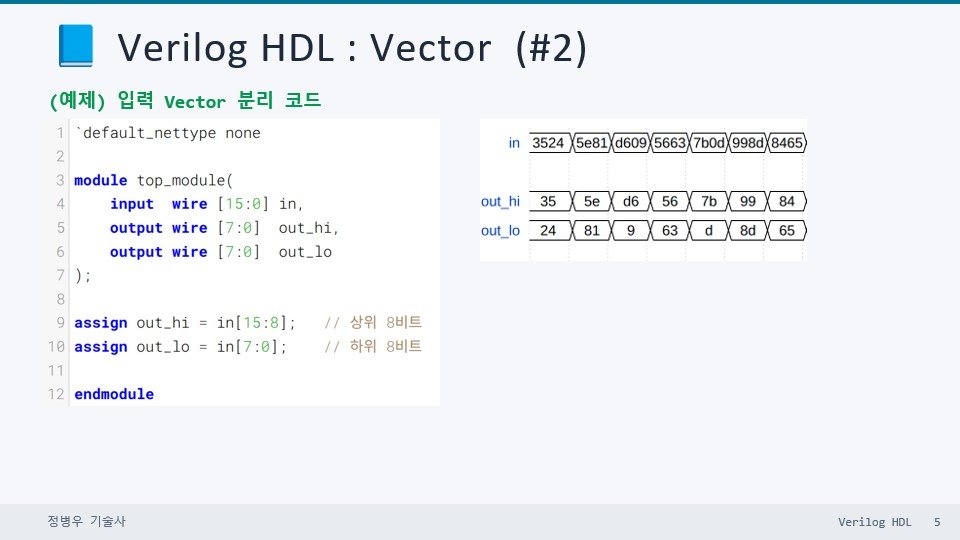 Verilog HDL : Vector (#2)
(예제) 입력 Vector 분리 코드
1 `default_nettype none
2
3 module top_module(
4     input  wire [15:0] in,
5     output wire [7:0]  out_hi,
6     output wire [7:0]  out_lo
7 );
8
9 assign out_hi = in[15:8];   // 상위 8비트
10 assign out_lo = in[7:0];    // 하위 8비트
11
12 endmodule
in 3524 5e81 d609 5663 7b0d 998d 8465
out_hi 35 5e d6 56 7b 99 84
out_lo 24 81 9 63 d 8d 65
정병우 기술사
Verilog HDL 5